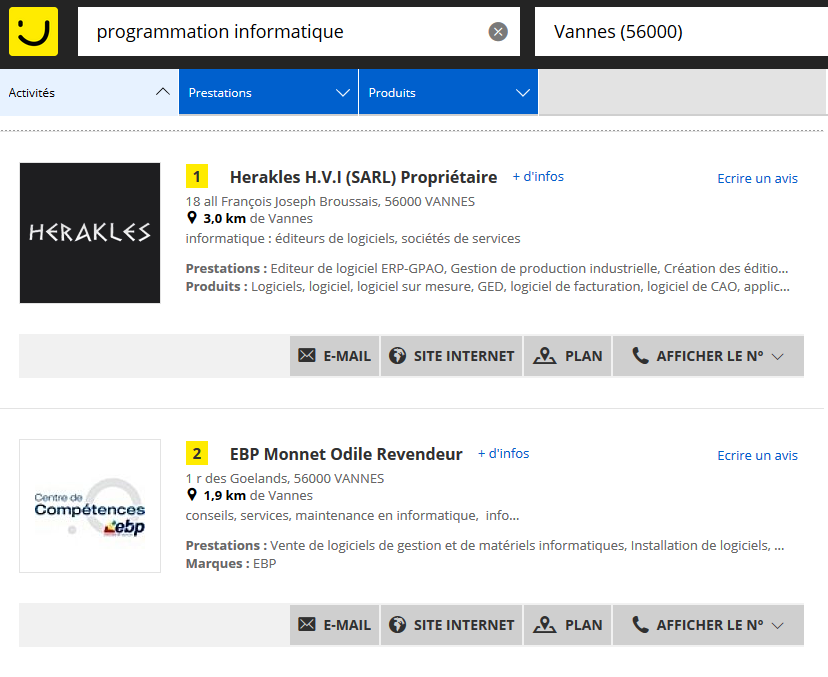 programmation informatique
Vannes (56000)
Activités
Prestations
Produits
HERAKLES
1 Herakles H.V.I (SARL) Propriétaire + d'infos
Ecrire un avis
18 all François Joseph Broussais, 56000 VANNES
3,0 km de Vannes
informatique : éditeurs de logiciels, sociétés de services
Prestations : Editeur de logiciel ERP-GPAO, Gestion de production industrielle, Création des éditio...
Produits : Logiciels, logiciel, logiciel sur mesure, GED, logiciel de facturation, logiciel de CAO, applic...
E-MAIL
SITE INTERNET
PLAN
AFFICHER LE N°
Centre de
Compétences
ebp
2 EBP Monnet Odile Revendeur + d'infos
Ecrire un avis
1 r des Goelands, 56000 VANNES
1,9 km de Vannes
conseils, services, maintenance en informatique, info...
Prestations : Vente de logiciels de gestion et de matériels informatiques, Installation de logiciels, ...
Marques : EBP
E-MAIL
SITE INTERNET
PLAN
AFFICHER LE N°